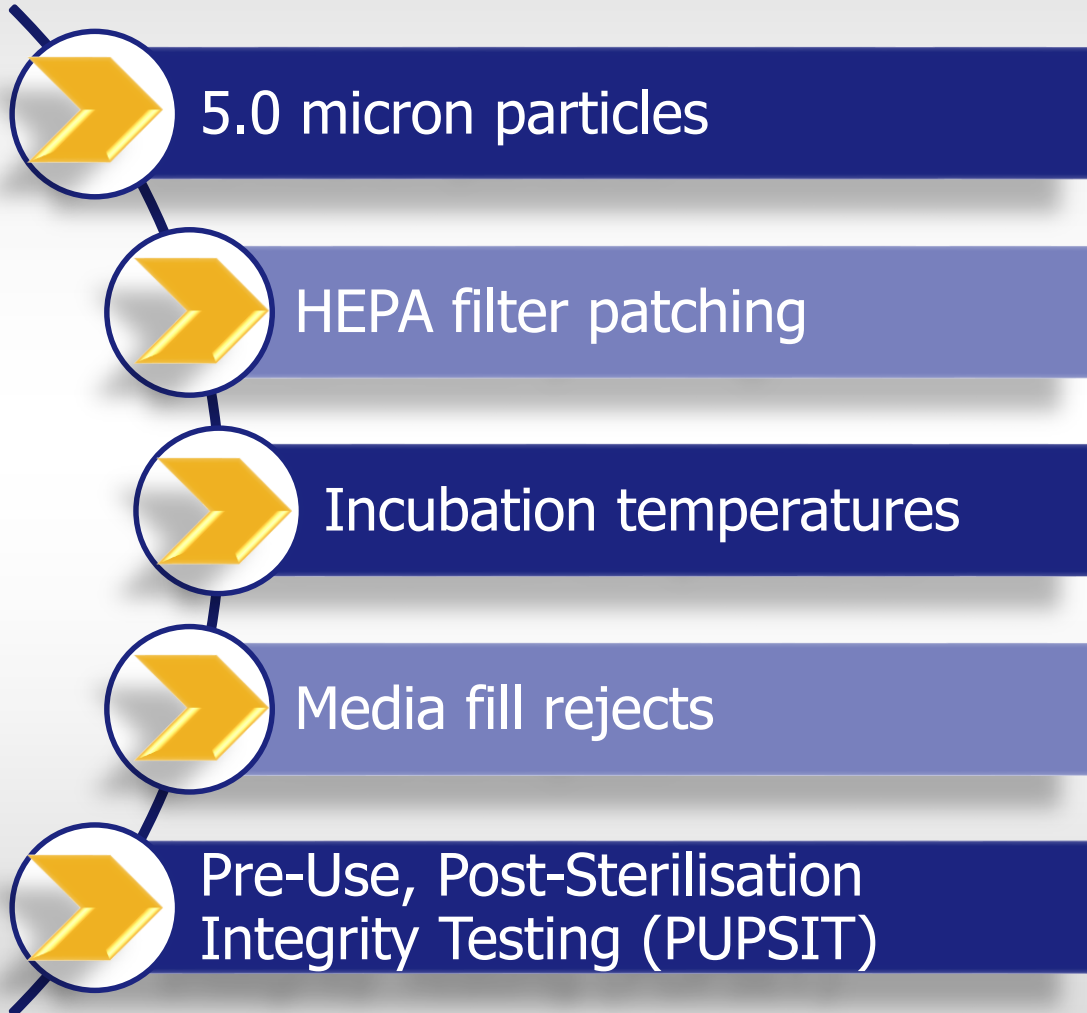 5.0 micron particles
HEPA filter patching
Incubation temperatures
Media fill rejects
Pre-Use, Post-Sterilisation
Integrity Testing (PUPSIT)